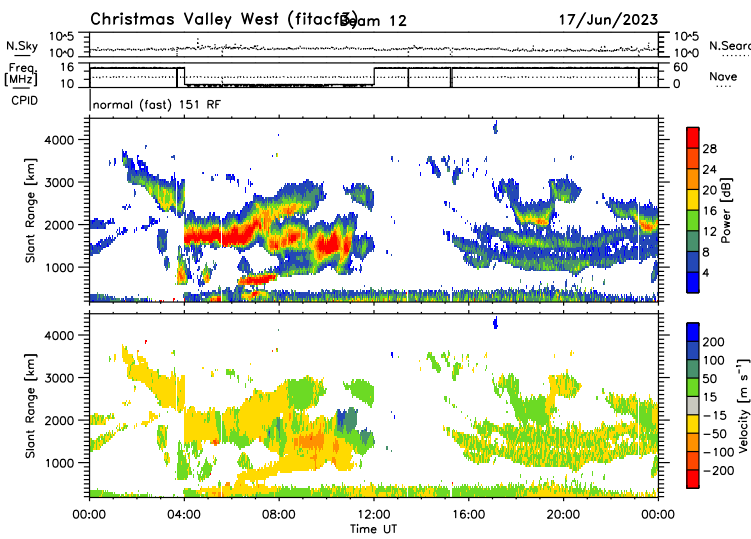 Christmas Valley West (fitacf3) Beam 12 17/Jun/2023
N.Sky 10^5 10^0 10^5 10^0 N.Searc
Freq. [MHz] 16 10 60 0 Nave
CPID normal (fast) 151 RF
Slant Range [km]
4000
3000
2000
1000
28
24
20
16
12
8
4
Power [dB]
Slant Range [km]
4000
3000
2000
1000
200
100
50
15
-15
-50
-100
-200
Velocity [m s⁻¹]
00:00 04:00 08:00 12:00 16:00 20:00 00:00
Time UT